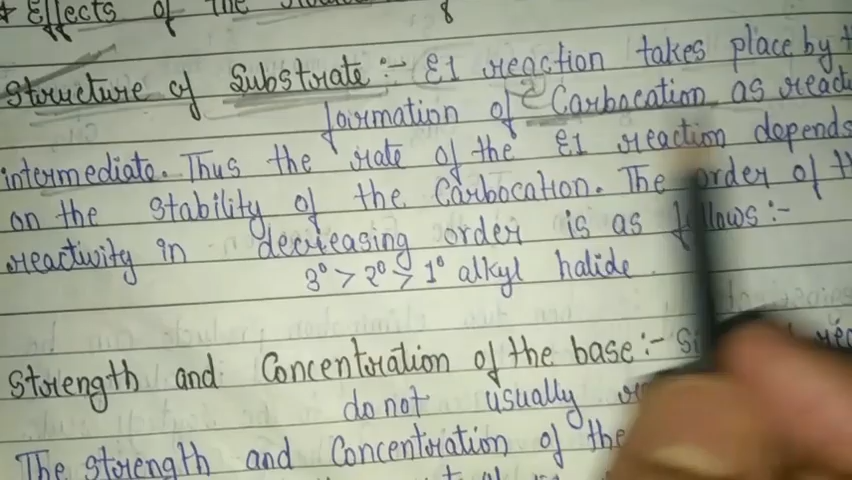 * Effects of the
Structure of Substrate :- E1 reaction takes place by
formation of Carbocation as
intermediate. Thus the rate of the E1 reaction depends
on the stability of the Carbocation. The order of
reactivity in decreasing order is as follows :-
3° > 2° > 1° alkyl halide
Strength and Concentration of the base :-
do not usually
The strength and Concentration of the